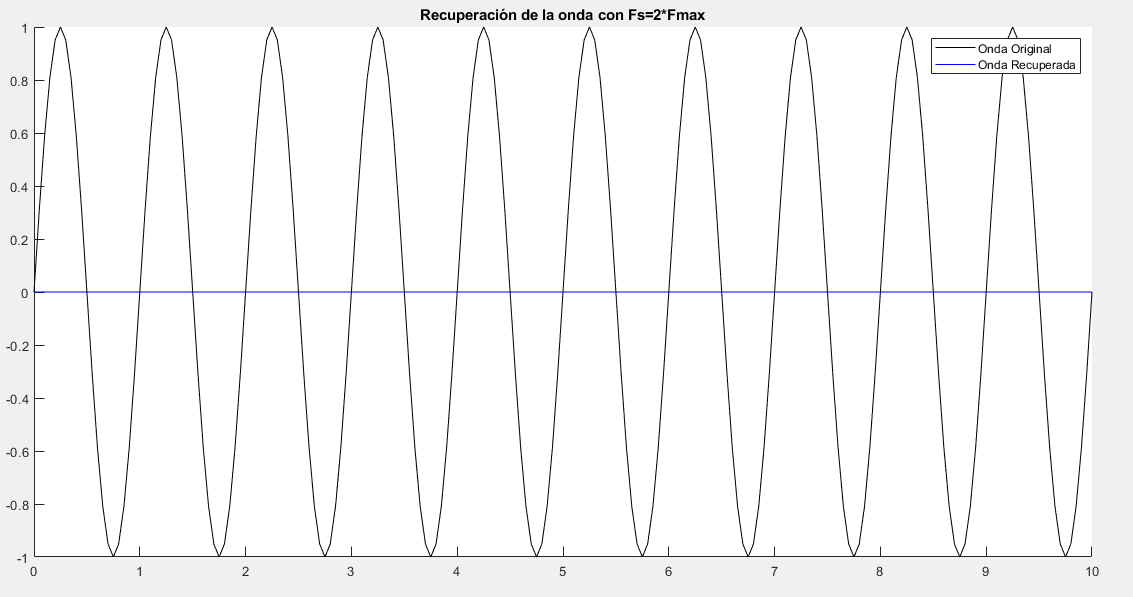 Recuperación de la onda con Fs=2*Fmax
Onda Original
Onda Recuperada
1
0.8
0.6
0.4
0.2
0
-0.2
-0.4
-0.6
-0.8
-1
0 1 2 3 4 5 6 7 8 9 10